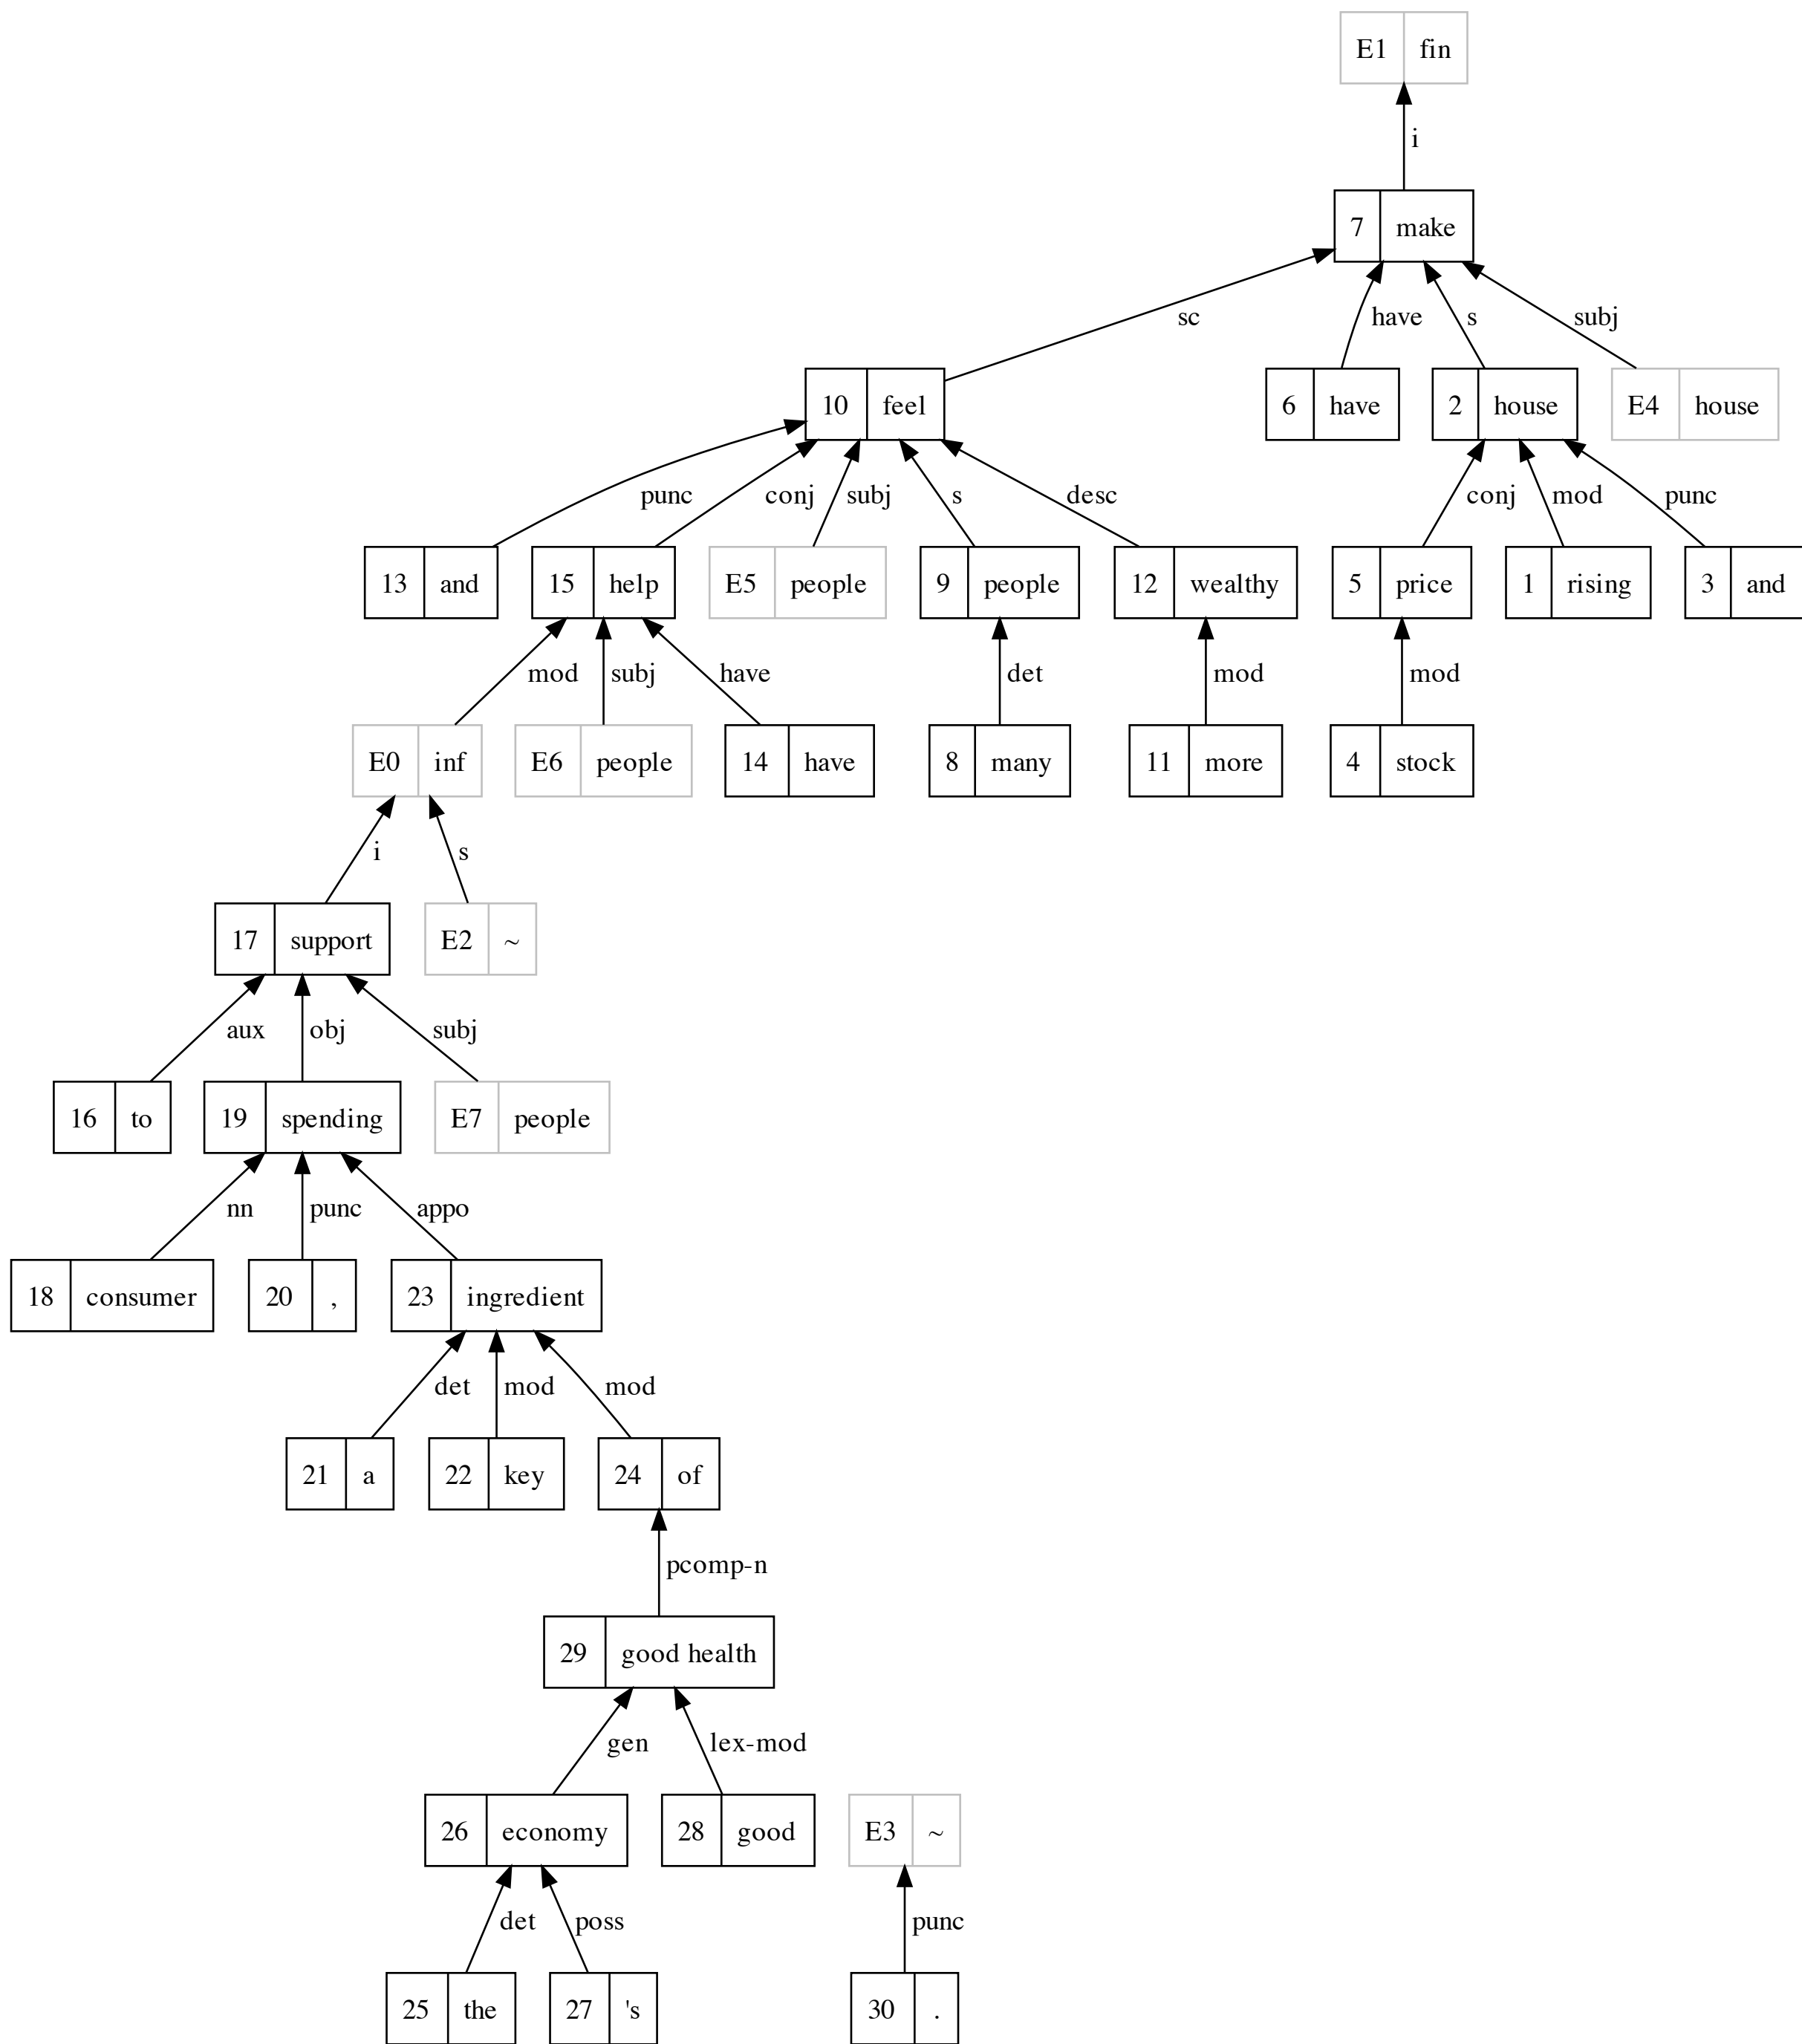 E1 fin
i
7 make
sc have s subj
10 feel 6 have 2 house E4 house
punc conj subj s desc conj mod punc
13 and 15 help E5 people 9 people 12 wealthy 5 price 1 rising 3 and
mod subj have det mod mod
E0 inf E6 people 14 have 8 many 11 more 4 stock
i s
17 support E2 ~
aux obj subj
16 to 19 spending E7 people
nn punc appo
18 consumer 20 , 23 ingredient
det mod mod
21 a 22 key 24 of
pcomp-n
29 good health
gen lex-mod
26 economy 28 good E3 ~
det poss punc
25 the 27 's 30 .